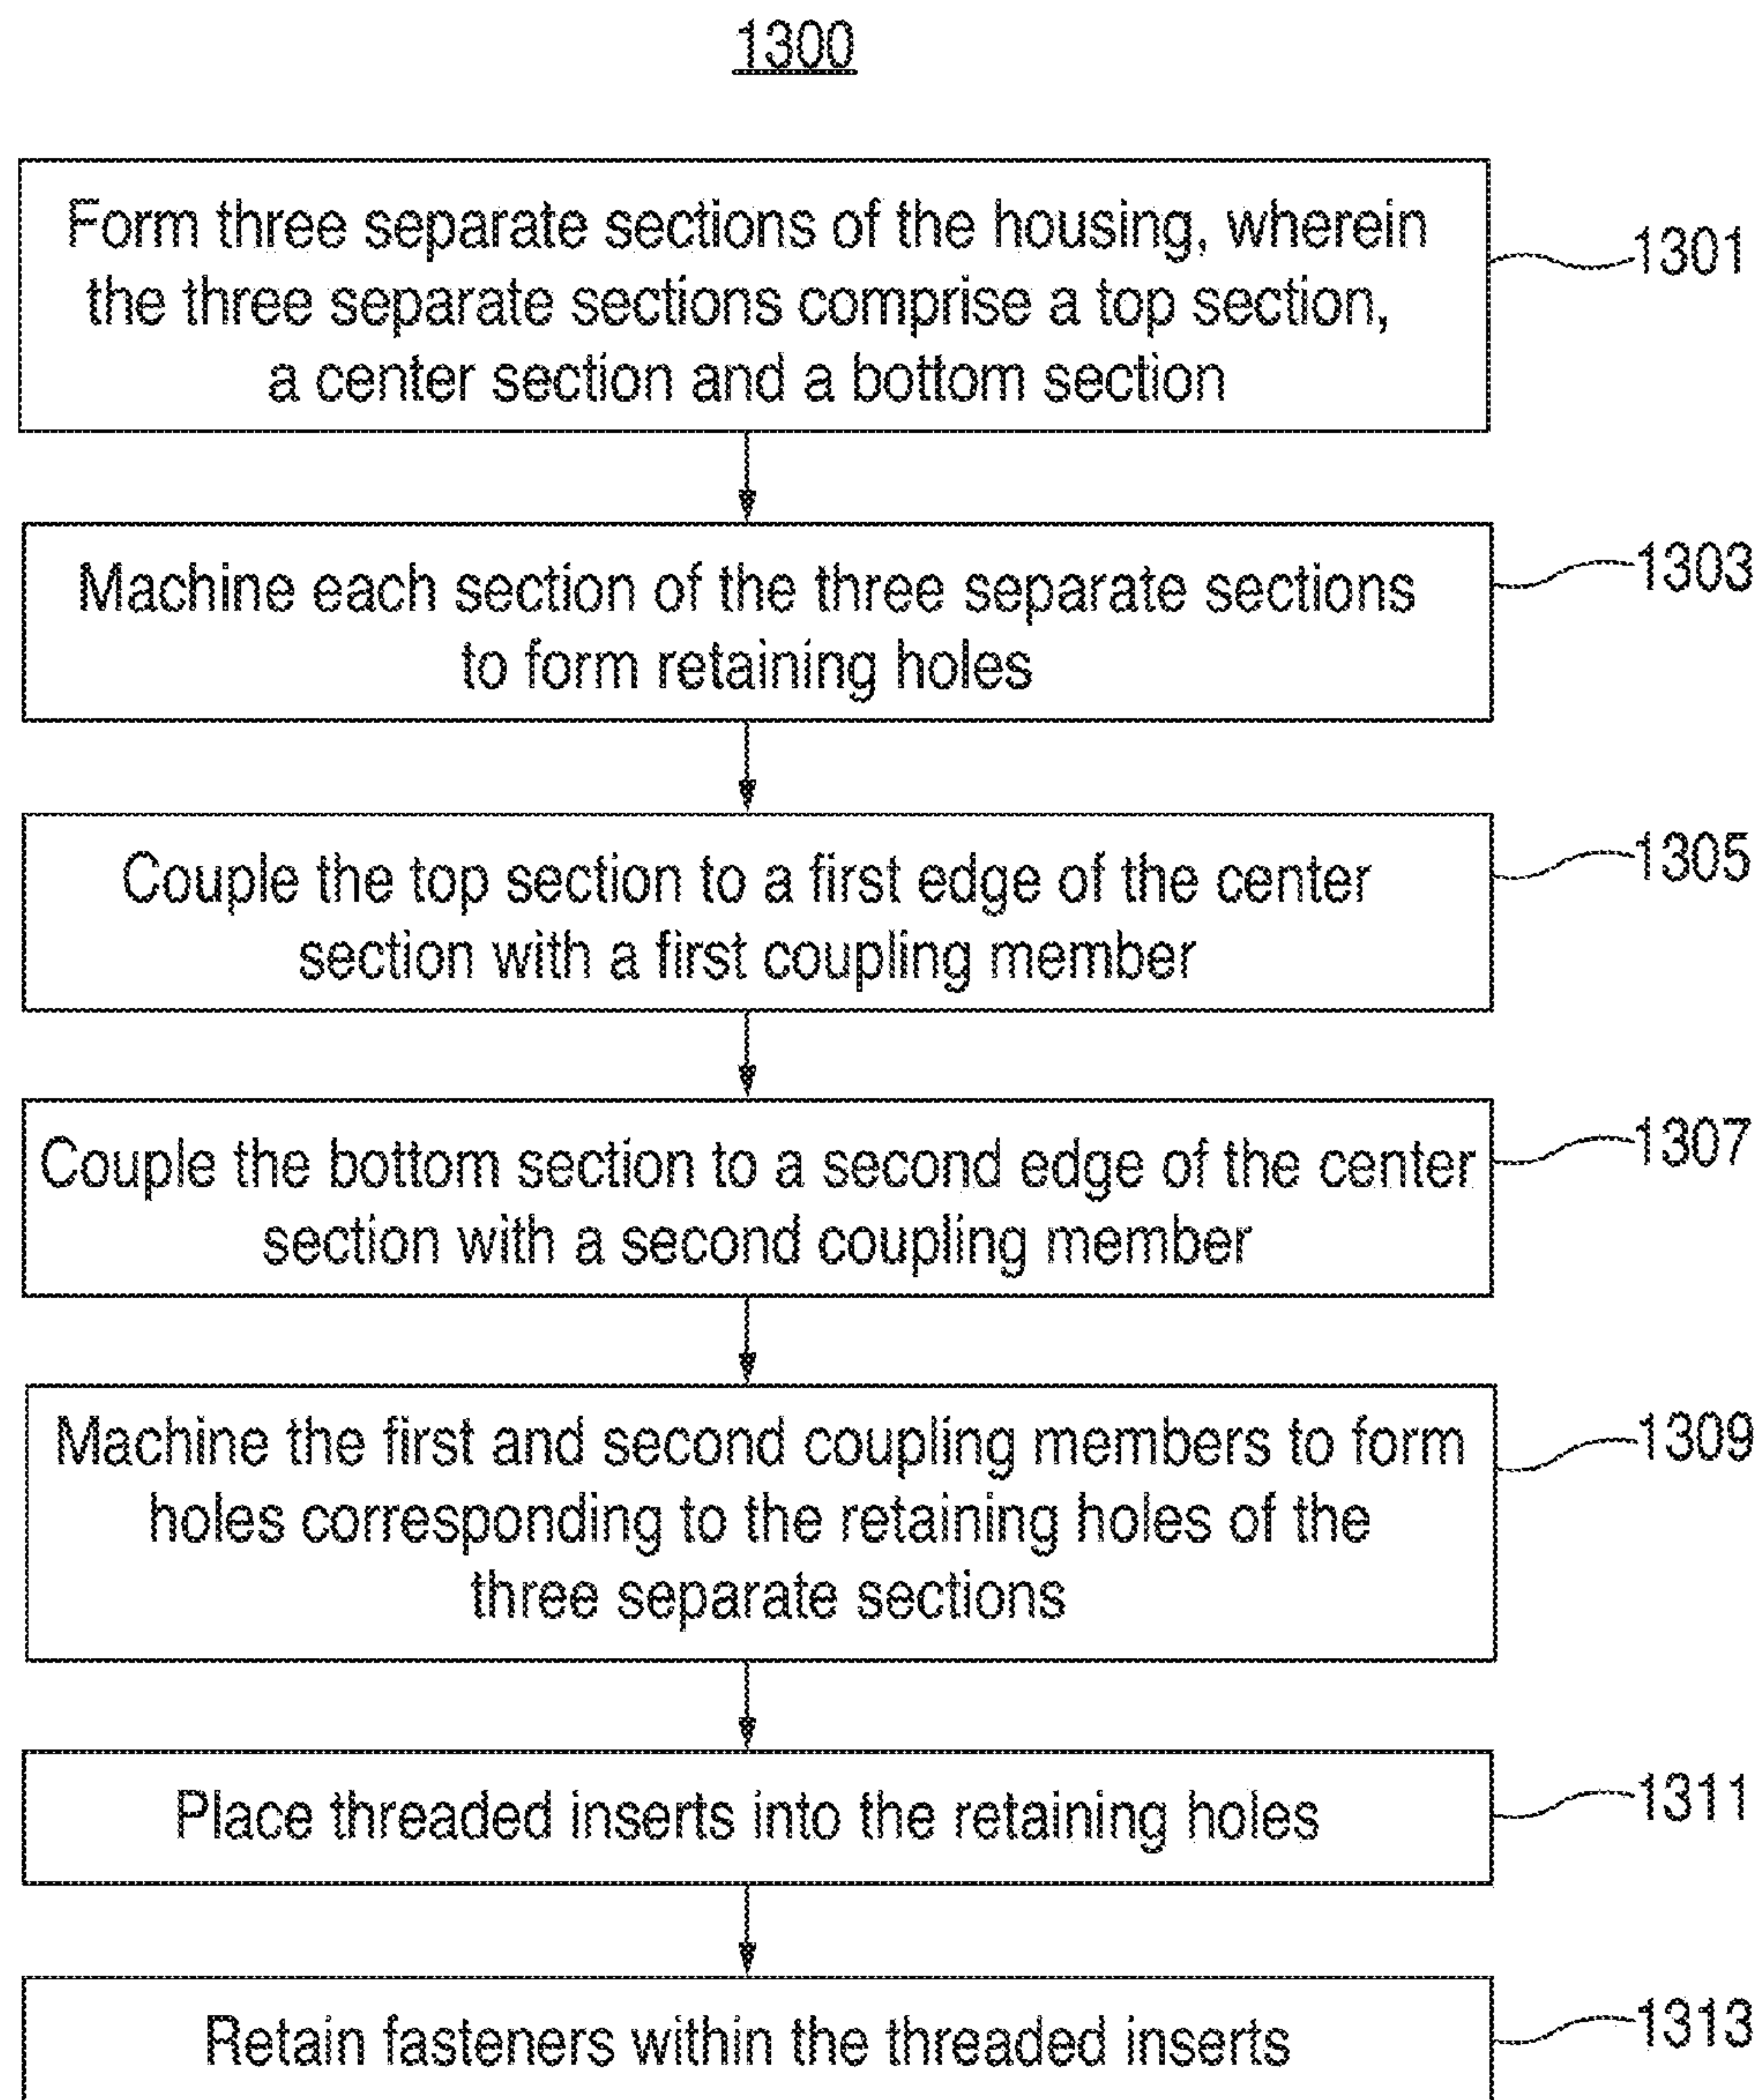 1300
Form three separate sections of the housing, wherein
the three separate sections comprise a top section,
a center section and a bottom section
1301
Machine each section of the three separate sections
to form retaining holes
1303
Couple the top section to a first edge of the center
section with a first coupling member
1305
Couple the bottom section to a second edge of the center
section with a second coupling member
1307
Machine the first and second coupling members to form
holes corresponding to the retaining holes of the
three separate sections
1309
Place threaded inserts into the retaining holes
1311
Retain fasteners within the threaded inserts
1313